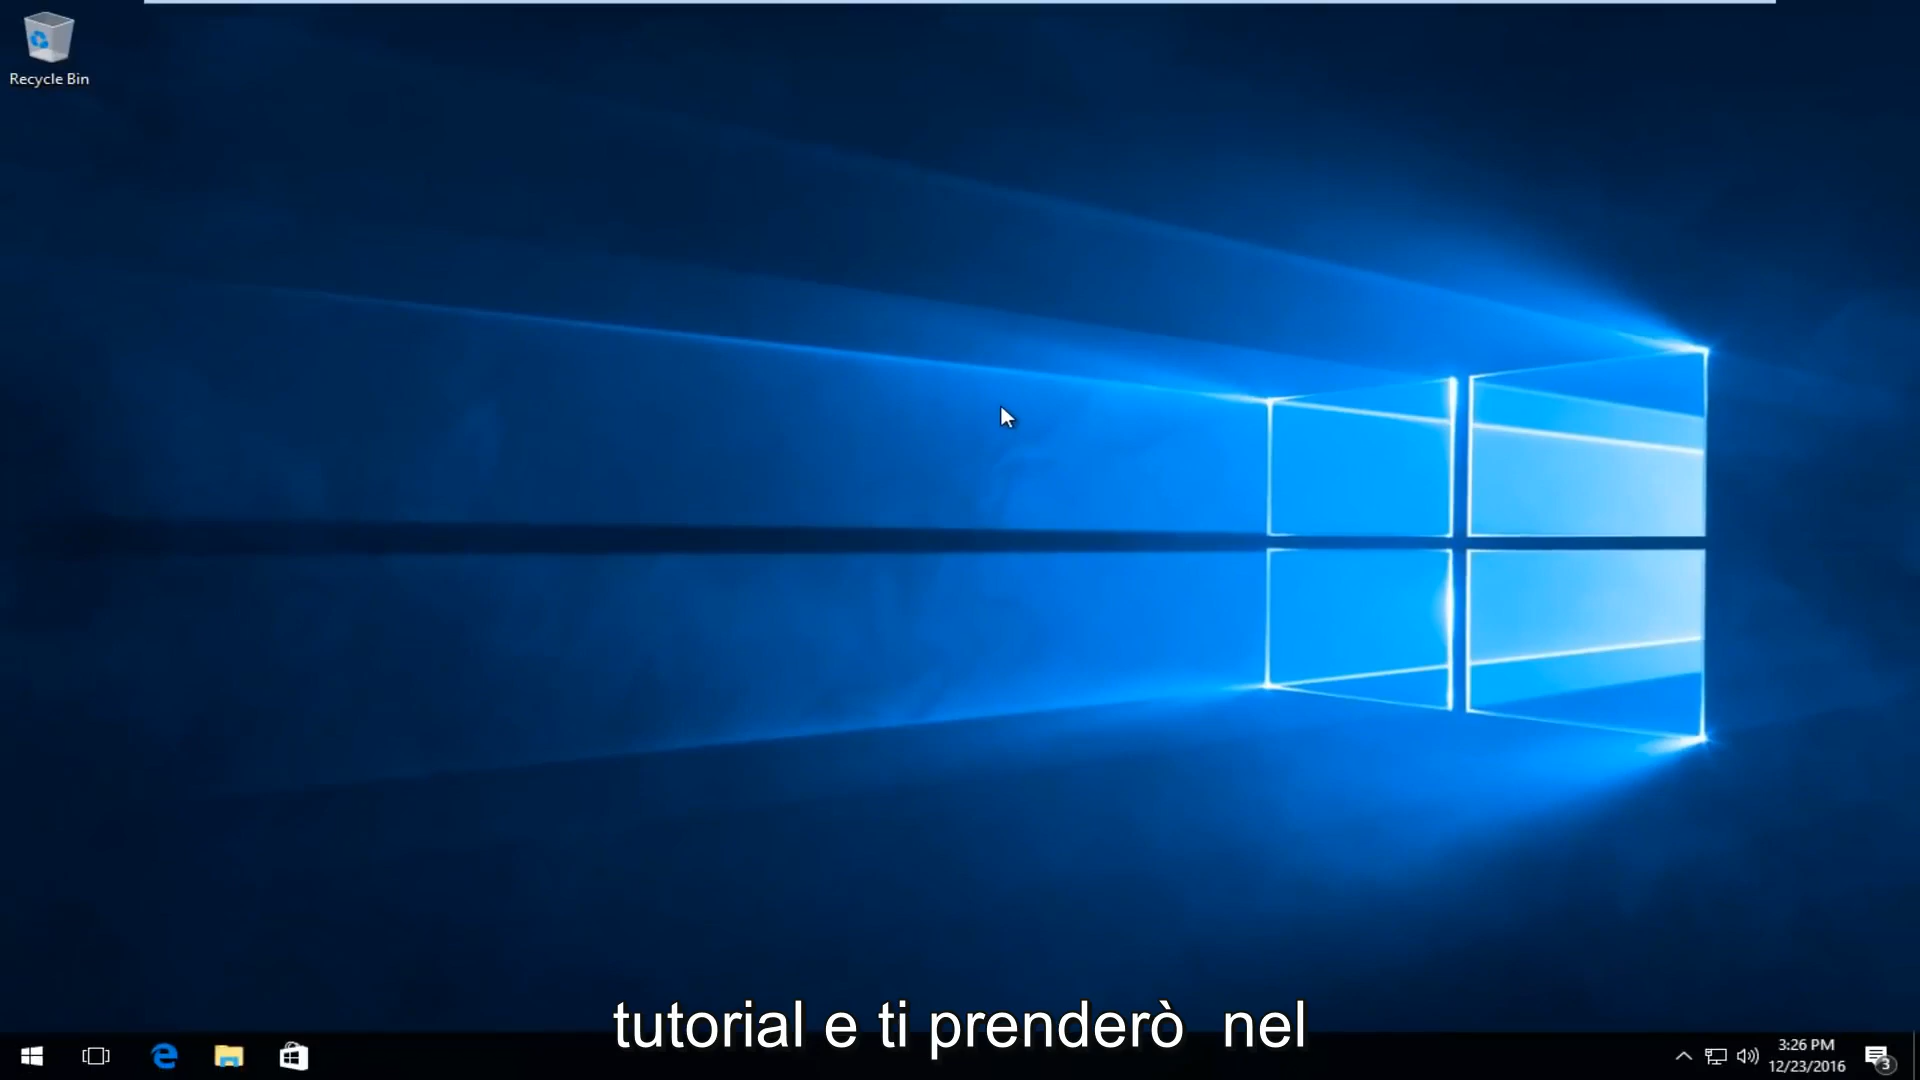 Recycle Bin
tutorial e ti prenderò  nel
3:26 PM
12/23/2016
3